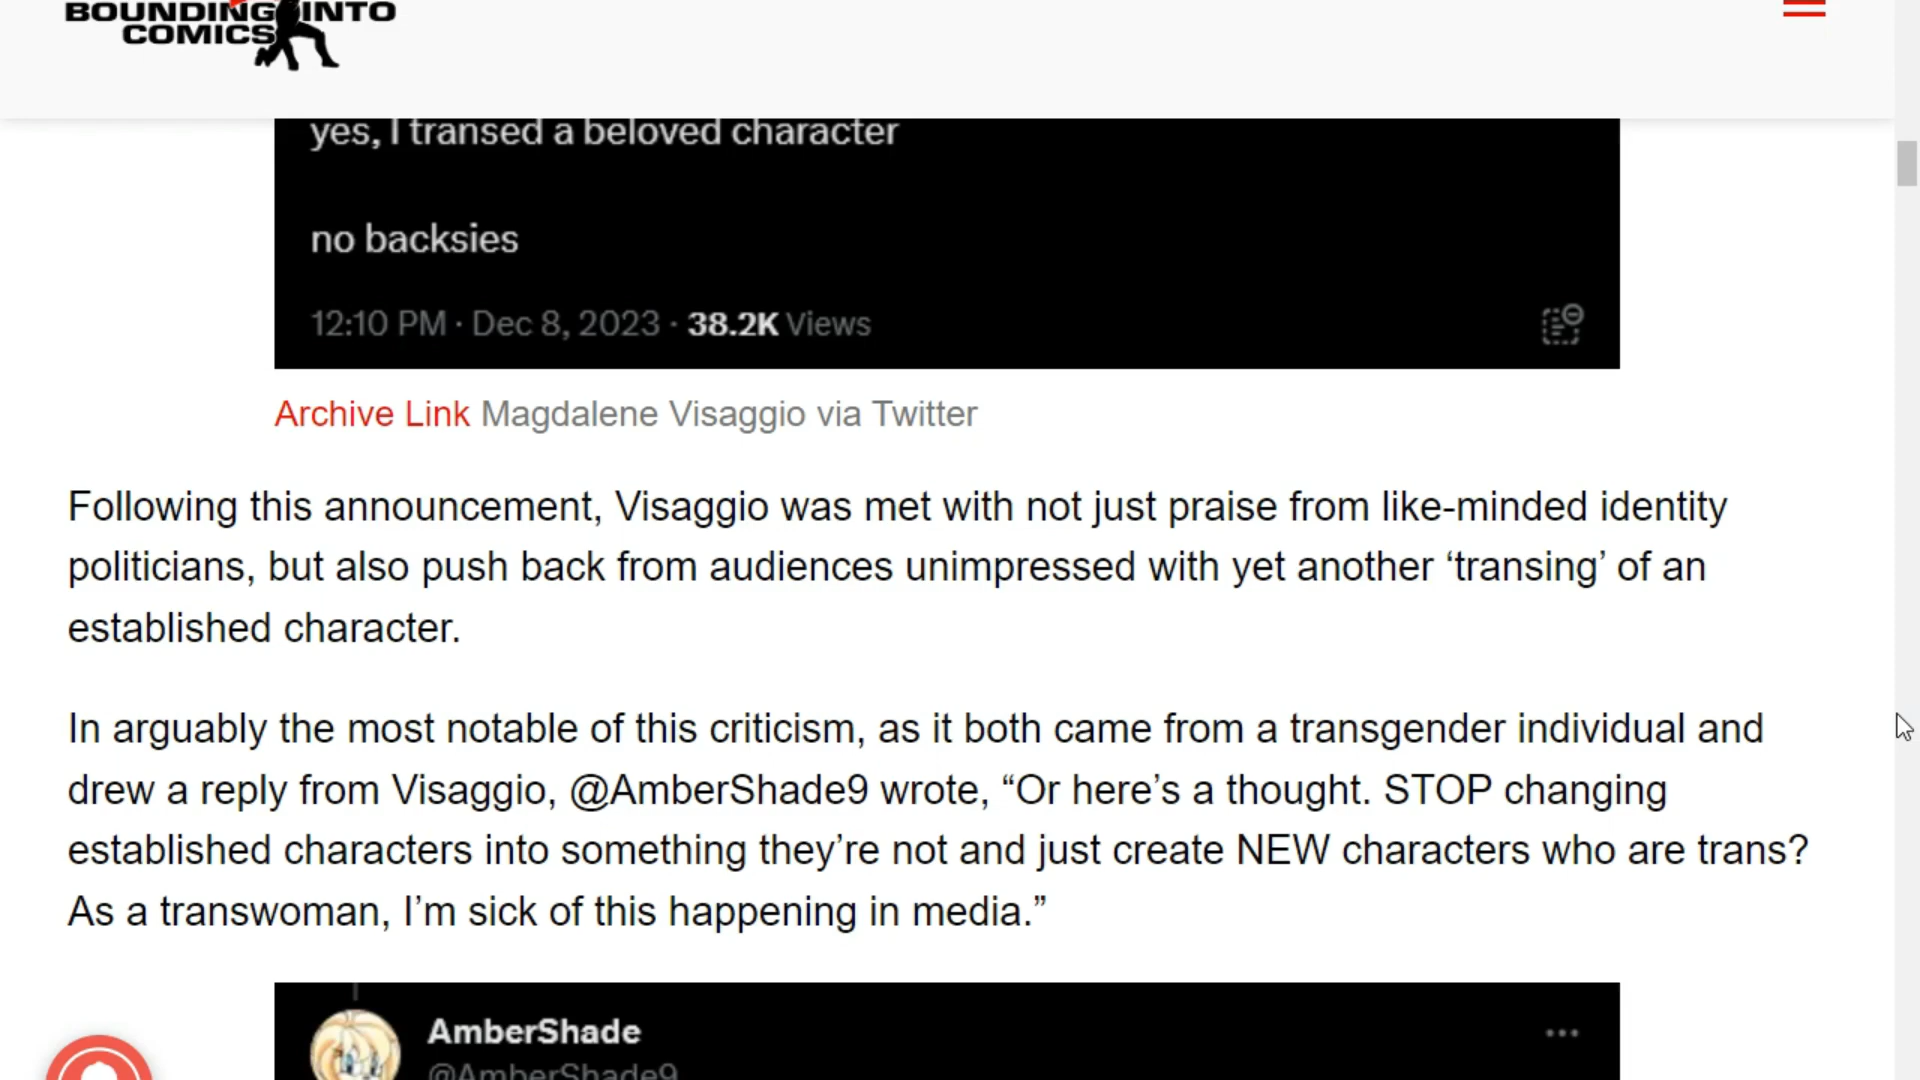 BOUNDING INTO
COMICS
yes, I transed a beloved character
no backsies
12:10 PM · Dec 8, 2023 · 38.2K Views
Archive Link Magdalene Visaggio via Twitter
Following this announcement, Visaggio was met with not just praise from like-minded identity
politicians, but also push back from audiences unimpressed with yet another ‘transing’ of an
established character.
In arguably the most notable of this criticism, as it both came from a transgender individual and
drew a reply from Visaggio, @AmberShade9 wrote, “Or here’s a thought. STOP changing
established characters into something they’re not and just create NEW characters who are trans?
As a transwoman, I’m sick of this happening in media.”
AmberShade
@AmberShade9